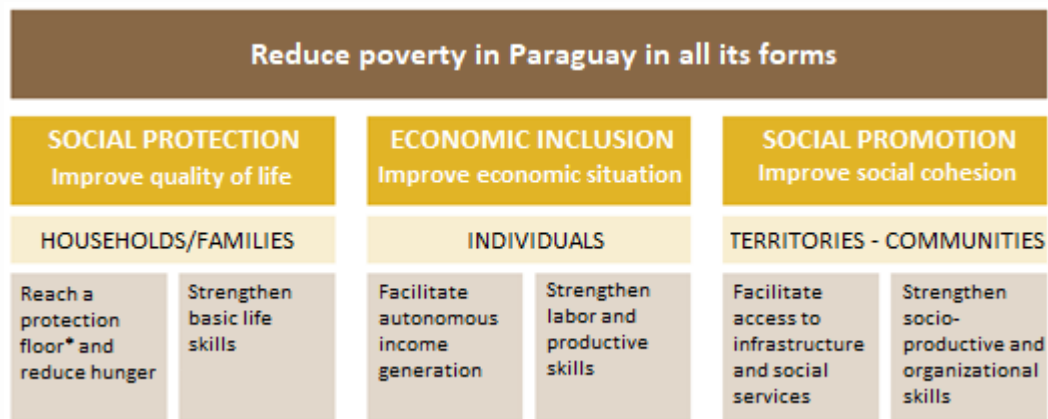 Reduce poverty in Paraguay in all its forms
SOCIAL PROTECTION
Improve quality of life
ECONOMIC INCLUSION
Improve economic situation
SOCIAL PROMOTION
Improve social cohesion
HOUSEHOLDS/FAMILIES
INDIVIDUALS
TERRITORIES - COMMUNITIES
Reach a
protection
floor* and
reduce hunger
Strengthen
basic life
skills
Facilitate
autonomous
income
generation
Strengthen
labor and
productive
skills
Facilitate
access to
infrastructure
and social
services
Strengthen
socio-
productive and
organizational
skills